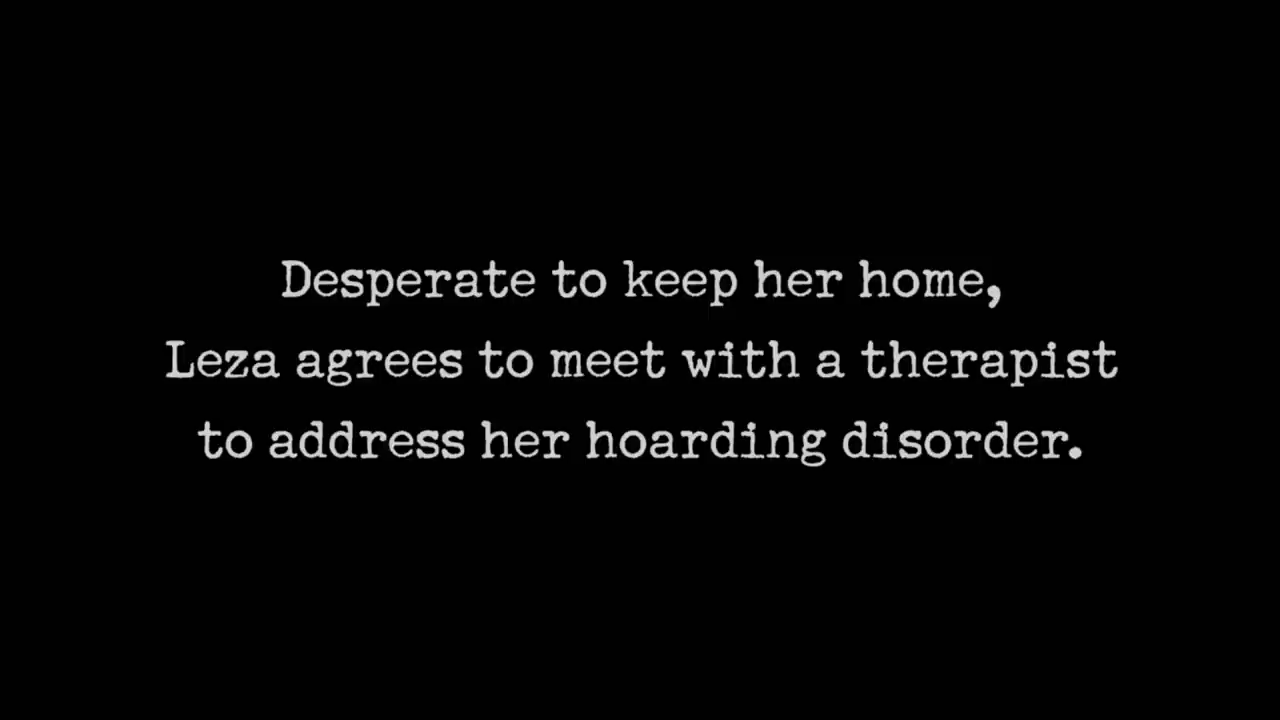 Desperate to keep her home,
Leza agrees to meet with a therapist
to address her hoarding disorder.